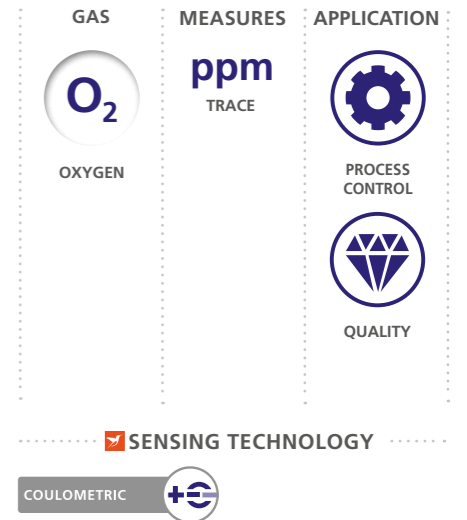 GAS
MEASURES
APPLICATION
O2
ppm
TRACE
OXYGEN
PROCESS
CONTROL
QUALITY
SENSING TECHNOLOGY
COULOMETRIC